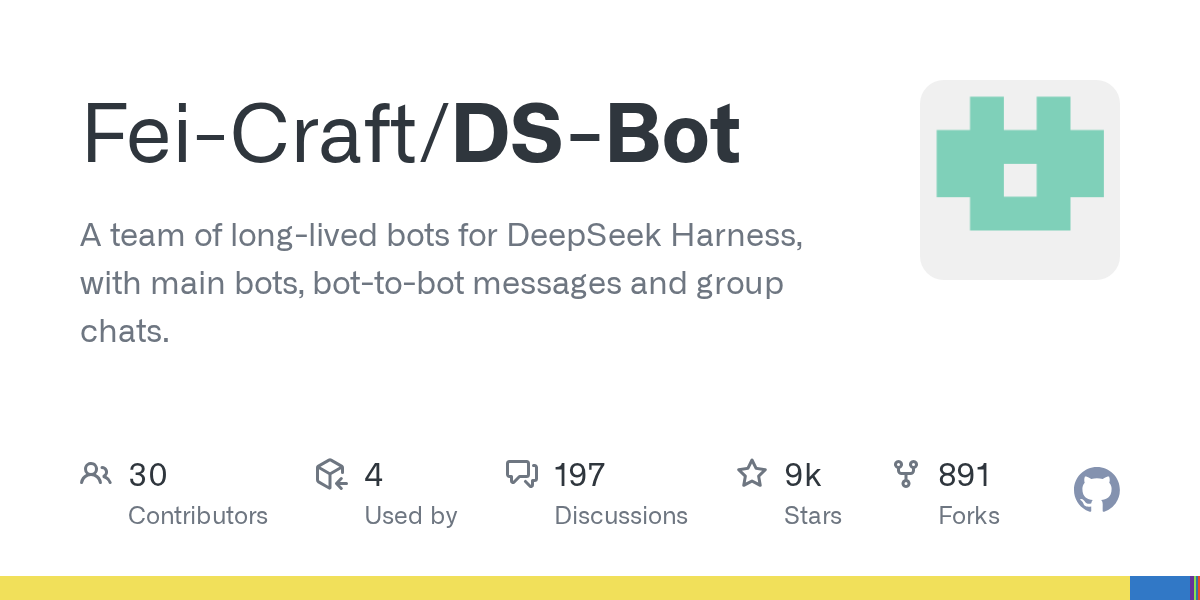 Fei-Craft/DS-Bot
A team of long-lived bots for DeepSeek Harness,
with main bots, bot-to-bot messages and group
chats.
30
Contributors
4
Used by
197
Discussions
9k
Stars
891
Forks